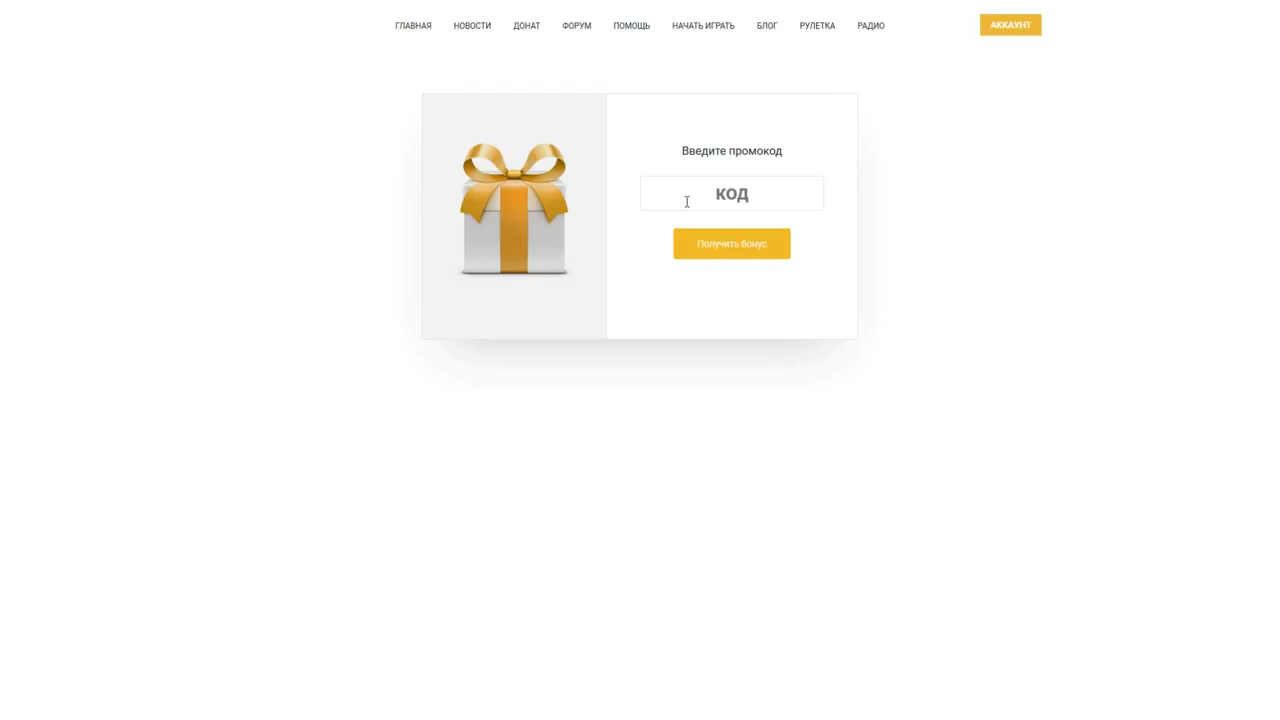 ГЛАВНАЯ НОВОСТИ ДОНАТ ФОРУМ ПОМОЩЬ НАЧАТЬ ИГРАТЬ БЛОГ РУЛЕТКА РАДИО АККАУНТ
Введите промокод
КОД
Получить бонус